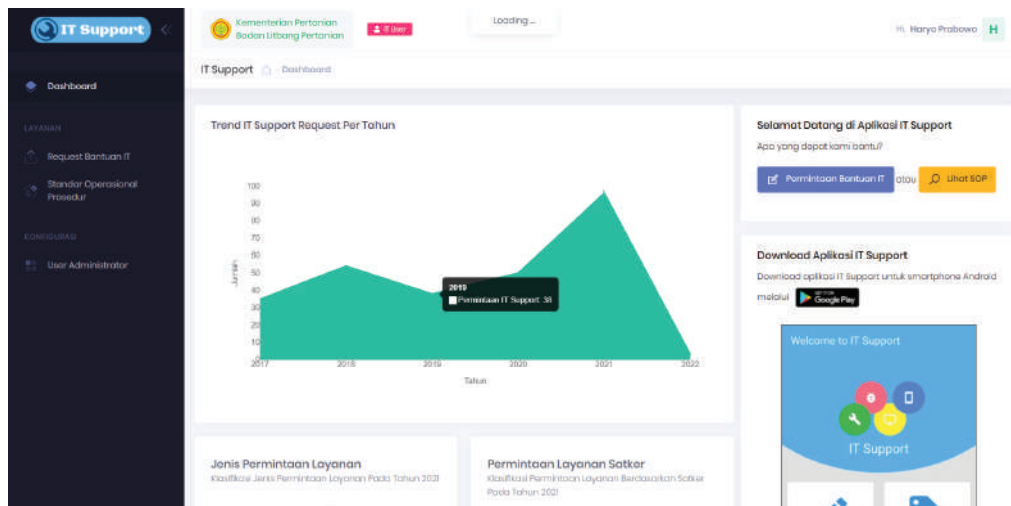 IT Support
Kementerian Pertanian
Badan Litbang Pertanian
IT User
Loading...
Hi, Haryo Prabowo H
IT Support Dashboard
Dashboard
LAYANAN
Request Bantuan IT
Standar Operasional
Prosedur
KONFIGURASI
User Administrator
Trend IT Support Request Per Tahun
100
90
80
70
60
50
40
30
20
10
0
Jumlah
2019
Permintaan IT Support: 38
2017 2018 2019 2020 2021 2022
Tahun
Selamat Datang di Aplikasi IT Support
Apa yang dapat kami bantu?
Permintaan Bantuan IT atau Lihat SOP
Download Aplikasi IT Support
Download aplikasi IT Support untuk smartphone Android
melalui GET IT ON Google Play
Welcome to IT Support
IT Support
Jenis Permintaan Layanan
Klasifikasi Jenis Permintaan Layanan Pada Tahun 2021
Permintaan Layanan Satker
Klasifikasi Permintaan Layanan Berdasarkan Satker
Pada Tahun 2021